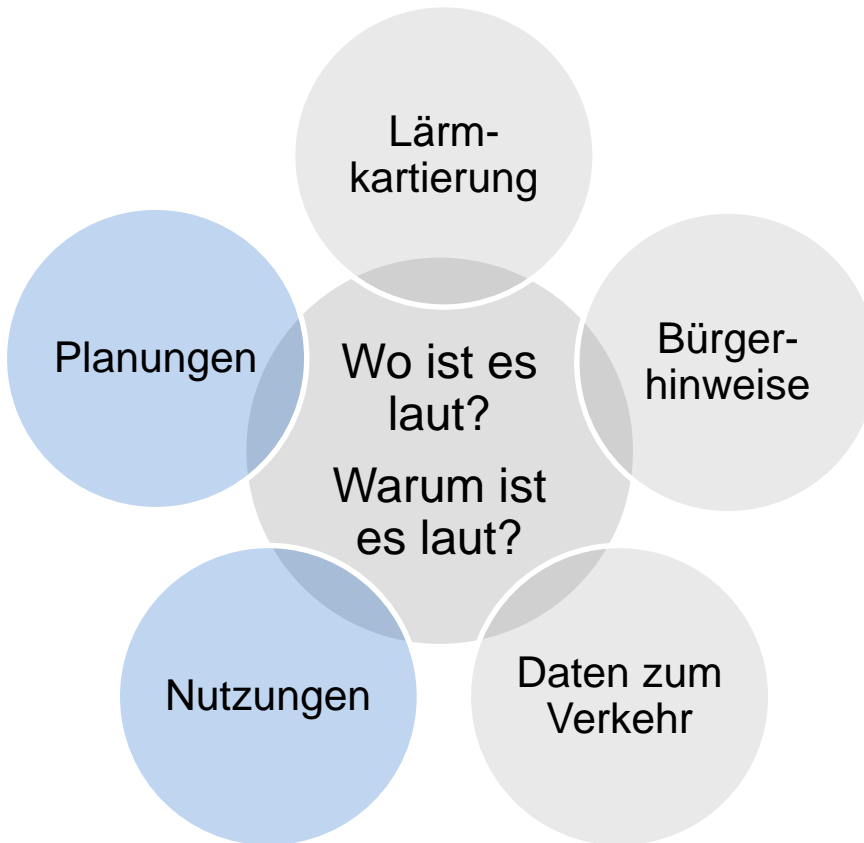 Lärm-
kartierung
Bürger-
hinweise
Planungen
Wo ist es
laut?
Warum ist
es laut?
Nutzungen
Daten zum
Verkehr